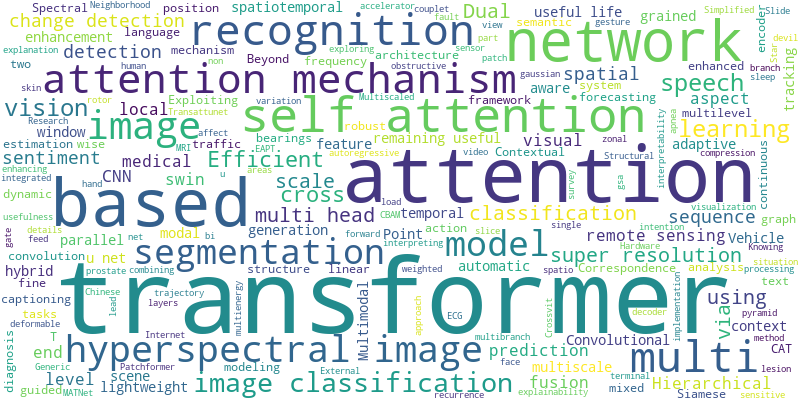 Spectral Neighborhood position spatiotemporal accelerator couplet Dual useful life Simplified Slide
change detection language recognition fault view semantic gesture grained encoder
explanation enhancement mechanism exploring part network Star devil
two detection human Beyond frequency architecture sensor patch enhanced branch tracking
skin attention mechanism non obstructive gaussian spatial aware system speech sleep
vision local Exploiting variation Multiscaled framework forecasting aspect multilevel
rotor Transattunet self attention
Research window image affect traffic bearings robust feature remaining useful visual zonal learning
estimation wise MRI Efficient EAPT autoregressive video Contextual Structural interpretability apnea adaptive compression
sentiment medical
enhancing integrated CNN swin u areas scale attention survey gsa visualization continuous
dynamic hand based cross load CBAM temporal classification single sequence graph
usefulness modal multi head action intention
details gate feed parallel net bi generation Point forward model slice remote sensing Vehicle Knowing situation
convolution u net segmentation interpreting super resolution Hardware processing
hybrid prostate combining structure linear weighted automatic spatio Correspondence analysis
fine transformer text
captioning Chinese lead trajectory layers multienergy Multimodal approach ECG Crossvit decoder implementation using
tasks deformable T Internet multibranch Convolutional via pyramid context method
diagnosis end hyperspectral image prediction multi CAT
Generic Patchformer External face multiscale lesion
guided level scene modeling explainability fusion terminal Hierarchical
MATNet lightweight image classification recurrence mixed Siamese sensitive